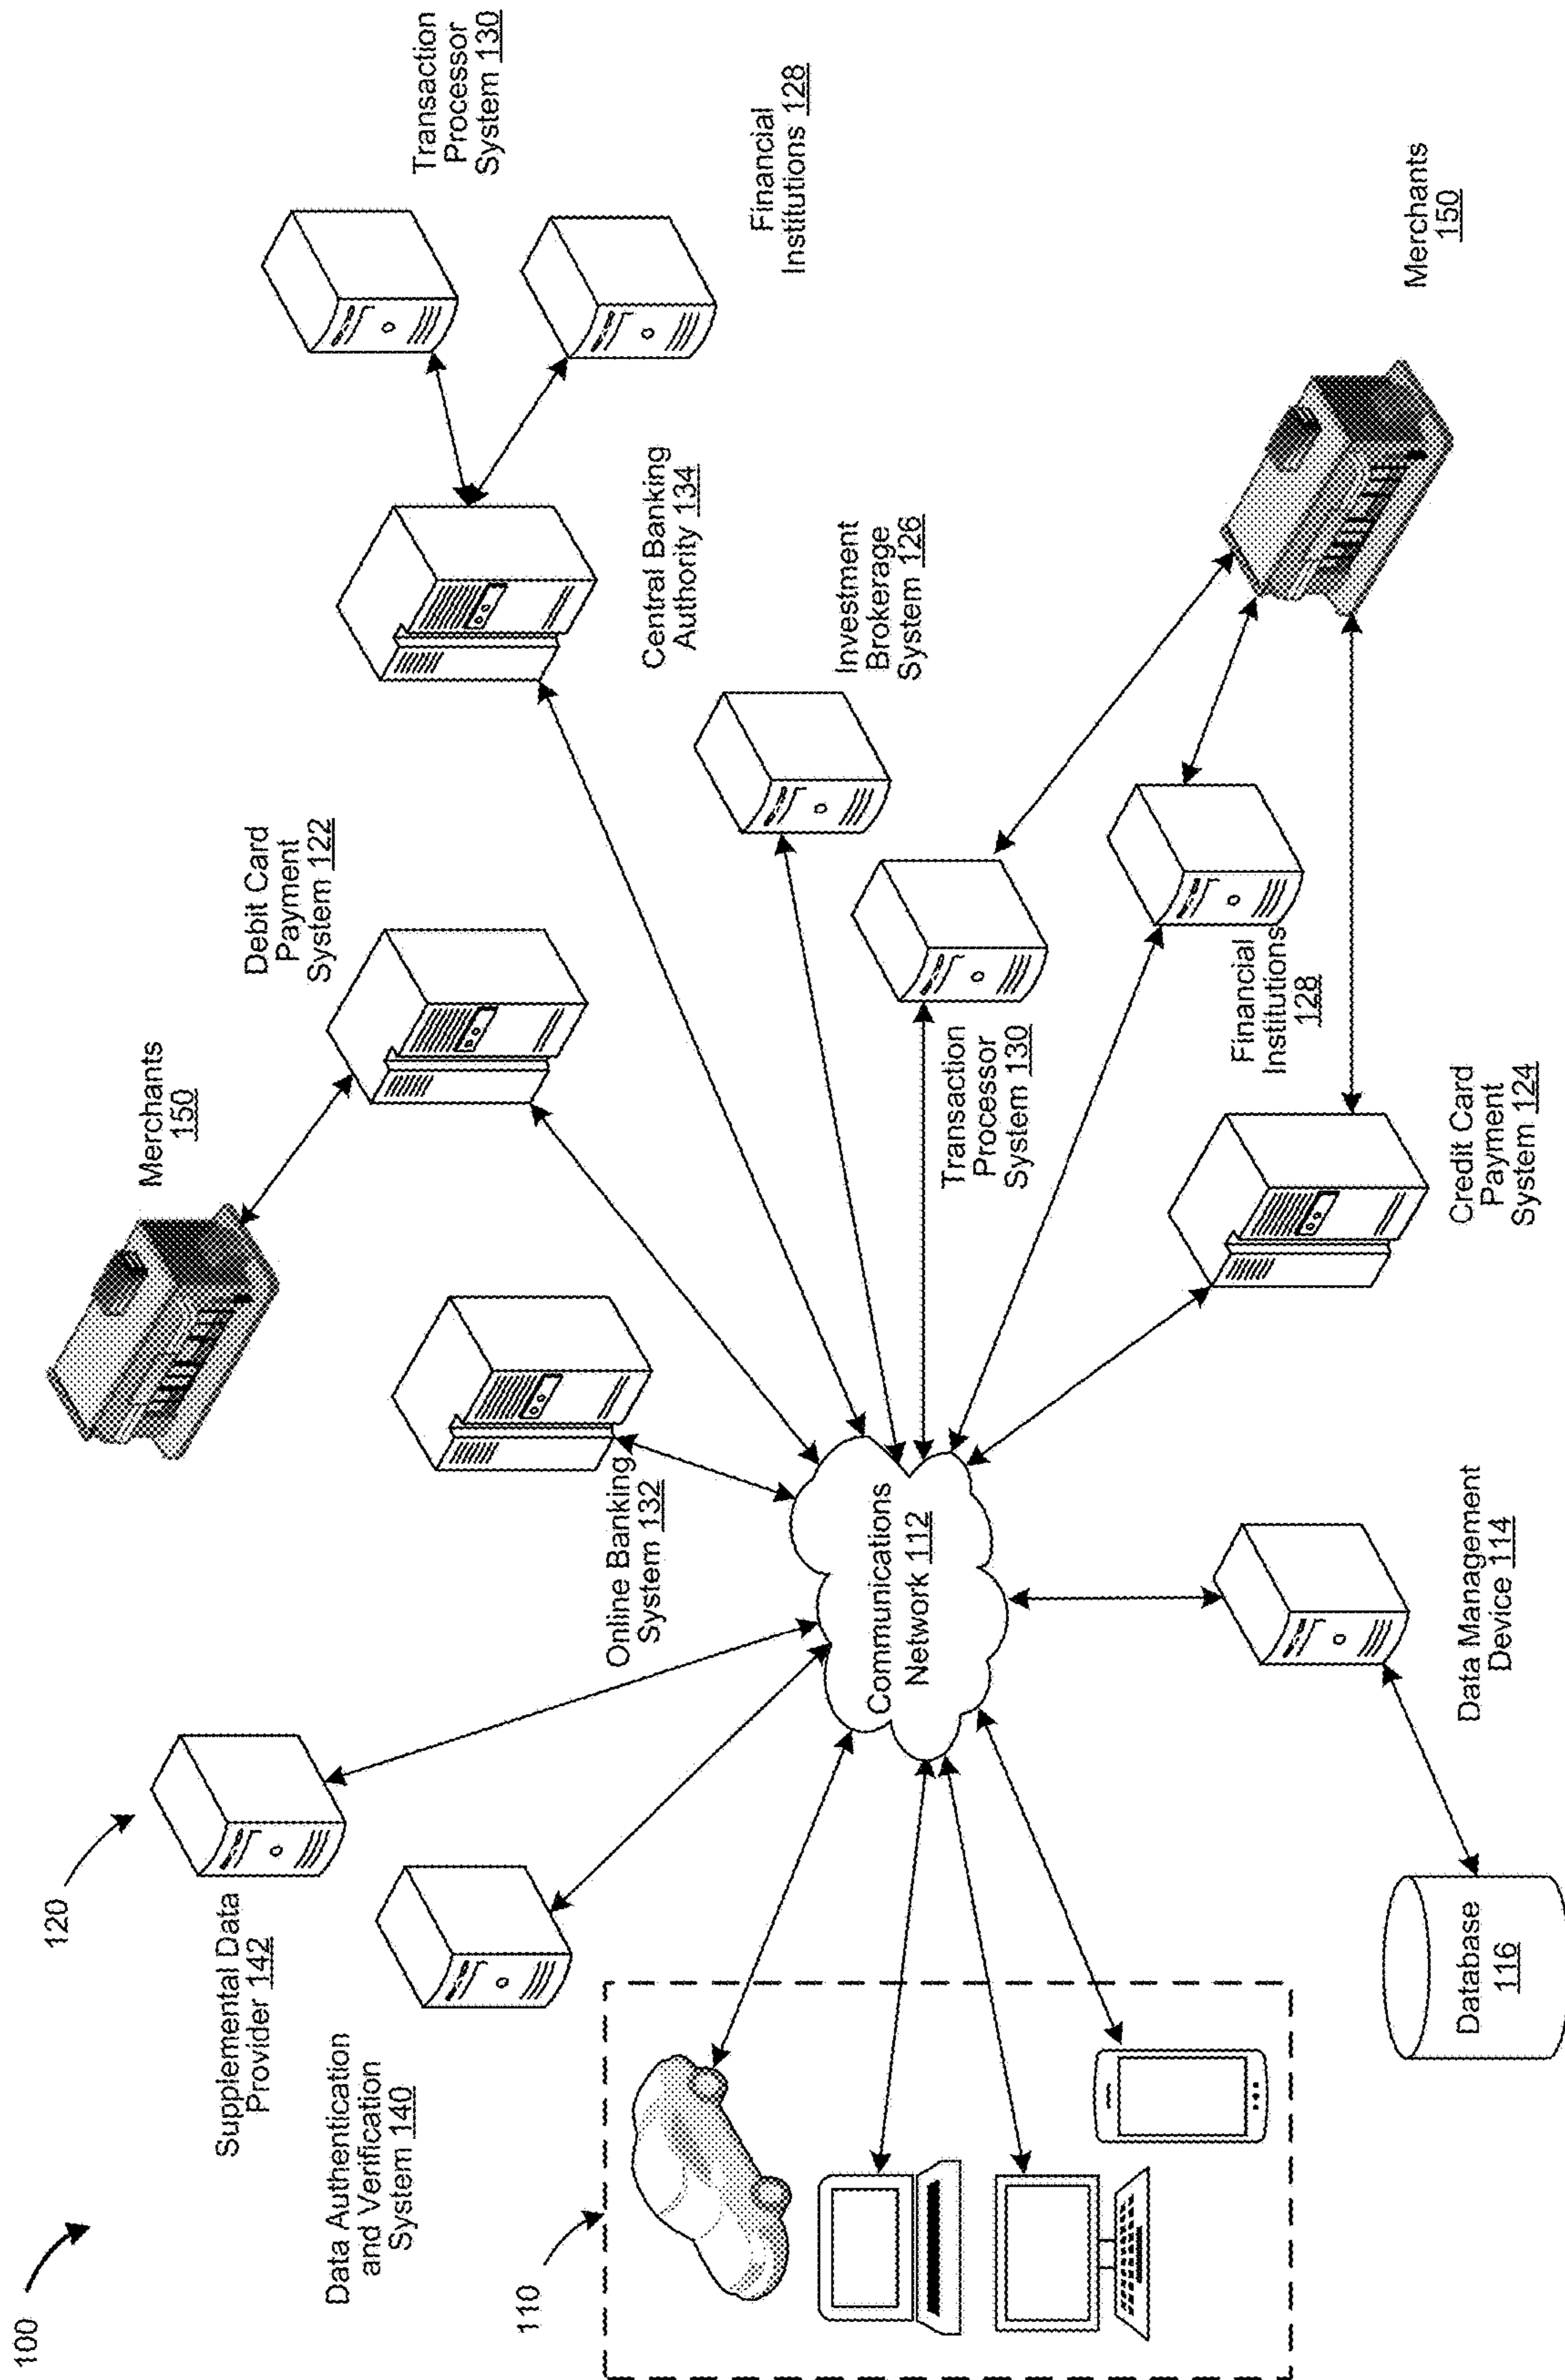 100
120
Supplemental Data
Provider 142
Data Authentication
and Verification
System 140
110
Merchants
150
Online Banking
System 132
Debit Card
Payment
System 122
Transaction
Processor
System 130
Central Banking
Authority 134
Financial
Institutions 128
Investment
Brokerage
System 126
Communications
Network 112
Transaction
Processor
System 130
Financial
Institutions
128
Merchants
150
Credit Card
Payment
System 124
Data Management
Device 114
Database
116